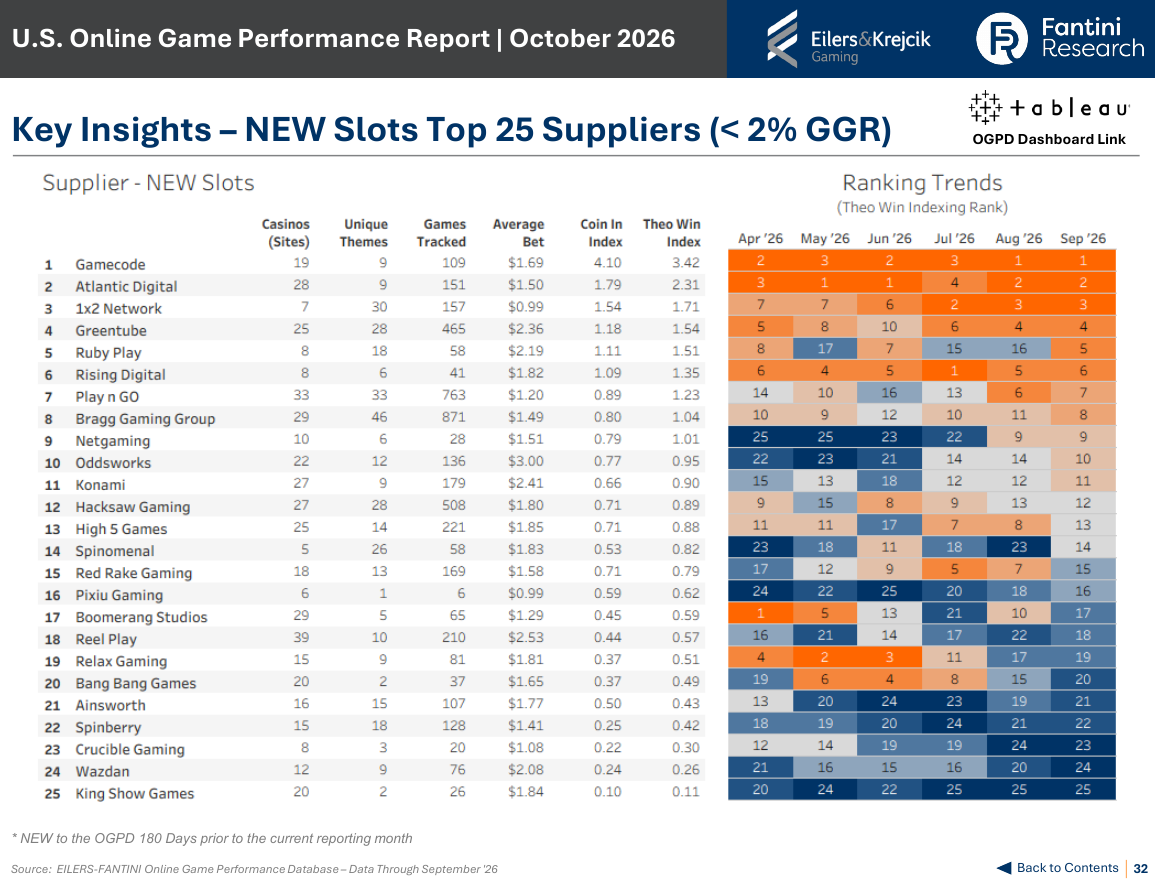 U.S. Online Game Performance Report | October 2026
Eilers&Krejcik
Gaming
Fantini
Research
Key Insights – NEW Slots Top 25 Suppliers (< 2% GGR)
+ a b l e a u
OGPD Dashboard Link
Supplier - NEW Slots
Ranking Trends
(Theo Win Indexing Rank)
Casinos (Sites) Unique Themes Games Tracked Average Bet Coin In Index Theo Win Index Apr '26 May '26 Jun '26 Jul '26 Aug '26 Sep '26
1 Gamecode 19 9 109 $1.69 4.10 3.42 2 3 2 3 1 1
2 Atlantic Digital 28 9 151 $1.50 1.79 2.31 3 1 1 4 2 2
3 1x2 Network 7 30 157 $0.99 1.54 1.71 7 7 6 2 3 3
4 Greentube 25 28 465 $2.36 1.18 1.54 5 8 10 6 4 4
5 Ruby Play 8 18 58 $2.19 1.11 1.51 8 17 7 15 16 5
6 Rising Digital 8 6 41 $1.82 1.09 1.35 6 4 5 1 5 6
7 Play n GO 33 33 763 $1.20 0.89 1.23 14 10 16 13 6 7
8 Bragg Gaming Group 29 46 871 $1.49 0.80 1.04 10 9 12 10 11 8
9 Netgaming 10 6 28 $1.51 0.79 1.01 25 25 23 22 9 9
10 Oddsworks 22 12 136 $3.00 0.77 0.95 22 23 21 14 14 10
11 Konami 27 9 179 $2.41 0.66 0.90 15 13 18 12 12 11
12 Hacksaw Gaming 27 28 508 $1.80 0.71 0.89 9 15 8 9 13 12
13 High 5 Games 25 14 221 $1.85 0.71 0.88 11 11 17 7 8 13
14 Spinomenal 5 26 58 $1.83 0.53 0.82 23 18 11 18 23 14
15 Red Rake Gaming 18 13 169 $1.58 0.71 0.79 17 12 9 5 7 15
16 Pixiu Gaming 6 1 6 $0.99 0.59 0.62 24 22 25 20 18 16
17 Boomerang Studios 29 5 65 $1.29 0.45 0.59 1 5 13 21 10 17
18 Reel Play 39 10 210 $2.53 0.44 0.57 16 21 14 17 22 18
19 Relax Gaming 15 9 81 $1.81 0.37 0.51 4 2 3 11 17 19
20 Bang Bang Games 20 2 37 $1.65 0.37 0.49 19 6 4 8 15 20
21 Ainsworth 16 15 107 $1.77 0.50 0.43 13 20 24 23 19 21
22 Spinberry 15 18 128 $1.41 0.25 0.42 18 19 20 24 21 22
23 Crucible Gaming 8 3 20 $1.08 0.22 0.30 12 14 19 19 24 23
24 Wazdan 12 9 76 $2.08 0.24 0.26 21 16 15 16 20 24
25 King Show Games 20 2 26 $1.84 0.10 0.11 20 24 22 25 25 25
* NEW to the OGPD 180 Days prior to the current reporting month
Source: EILERS-FANTINI Online Game Performance Database – Data Through September '26
Back to Contents 32